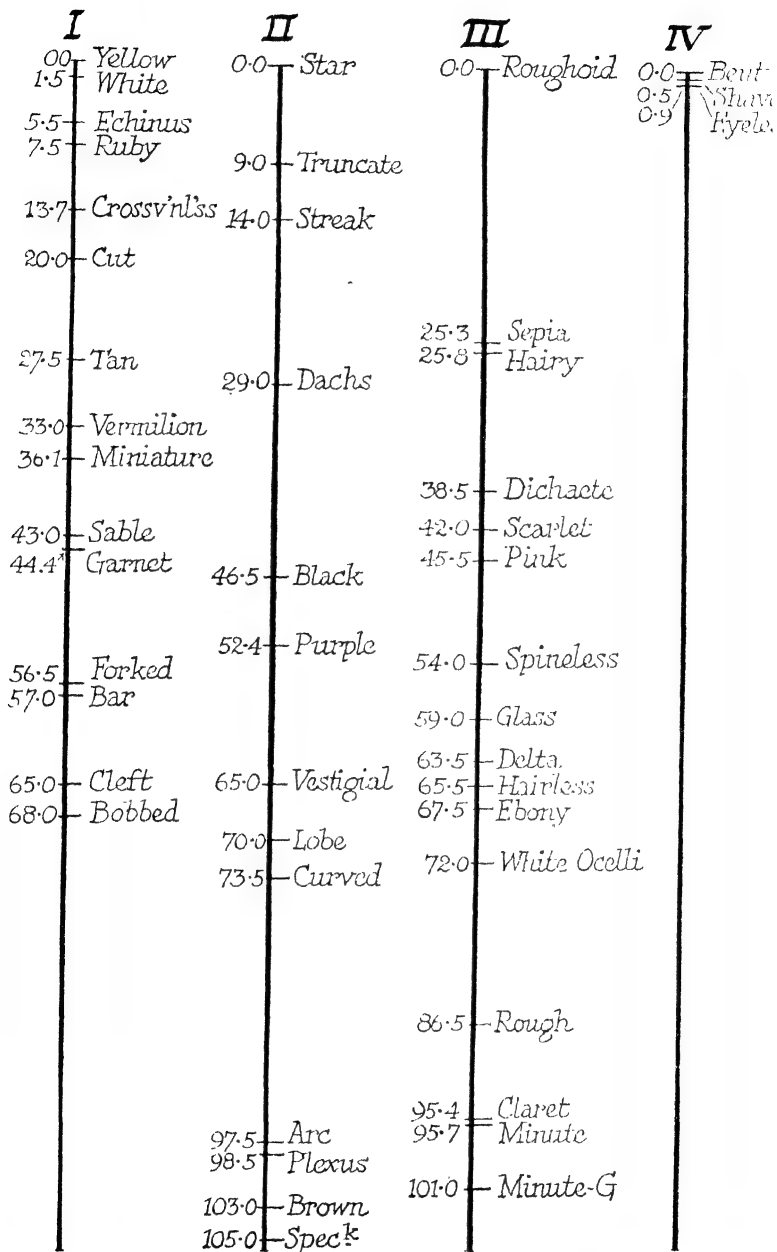 I
00 Yellow
1.5 White
5.5 Echinus
7.5 Ruby
13.7 Crossv'nl'ss
20.0 Cut
27.5 Tan
33.0 Vermilion
36.1 Miniature
43.0 Sable
44.4 Garnet
56.5 Forked
57.0 Bar
65.0 Cleft
68.0 Bobbed
II
0.0 Star
9.0 Truncate
14.0 Streak
29.0 Dachs
46.5 Black
52.4 Purple
65.0 Vestigial
70.0 Lobe
73.5 Curved
97.5 Arc
98.5 Plexus
103.0 Brown
105.0 Speck
III
0.0 Roughoid
25.3 Sepia
25.8 Hairy
38.5 Dichaete
42.0 Scarlet
45.5 Pink
54.0 Spineless
59.0 Glass
63.5 Delta
65.5 Hairless
67.5 Ebony
72.0 White Ocelli
86.5 Rough
95.4 Claret
95.7 Minute
101.0 Minute-G
IV
0.0 Bent
0.5 Shave
0.9 Eyeles